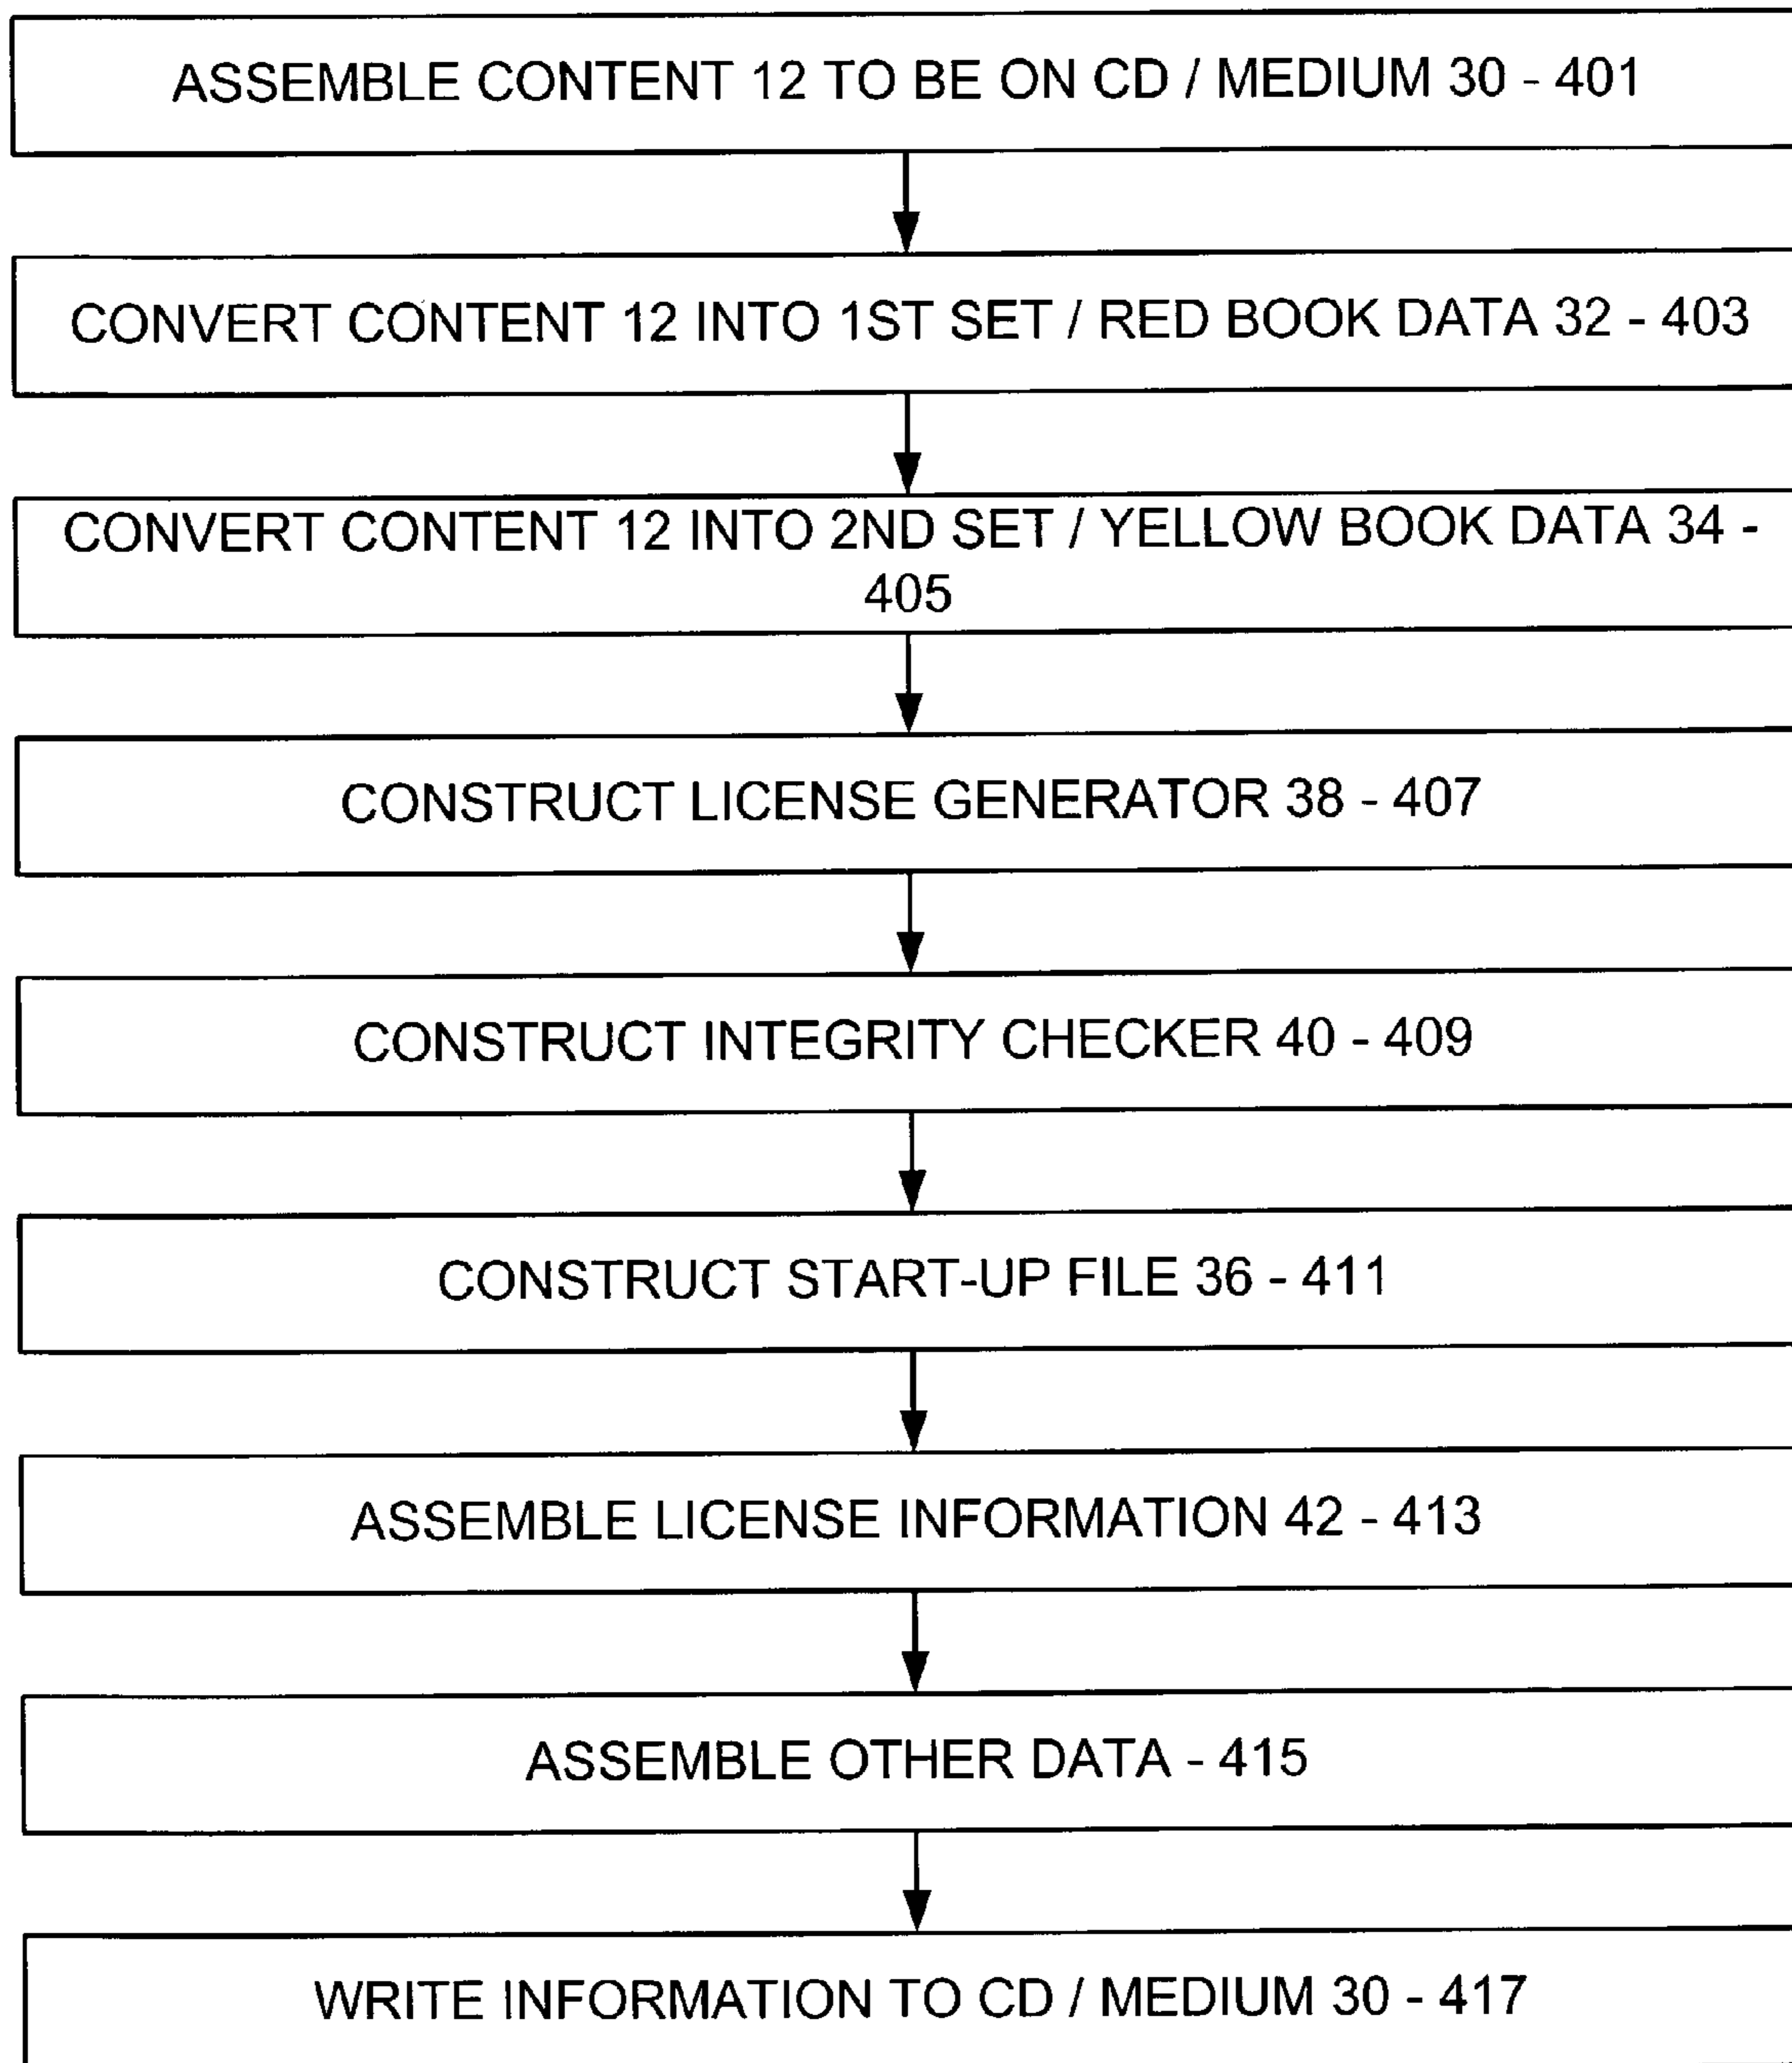 ASSEMBLE CONTENT 12 TO BE ON CD / MEDIUM 30 - 401
CONVERT CONTENT 12 INTO 1ST SET / RED BOOK DATA 32 - 403
CONVERT CONTENT 12 INTO 2ND SET / YELLOW BOOK DATA 34 -
405
CONSTRUCT LICENSE GENERATOR 38 - 407
CONSTRUCT INTEGRITY CHECKER 40 - 409
CONSTRUCT START-UP FILE 36 - 411
ASSEMBLE LICENSE INFORMATION 42 - 413
ASSEMBLE OTHER DATA - 415
WRITE INFORMATION TO CD / MEDIUM 30 - 417